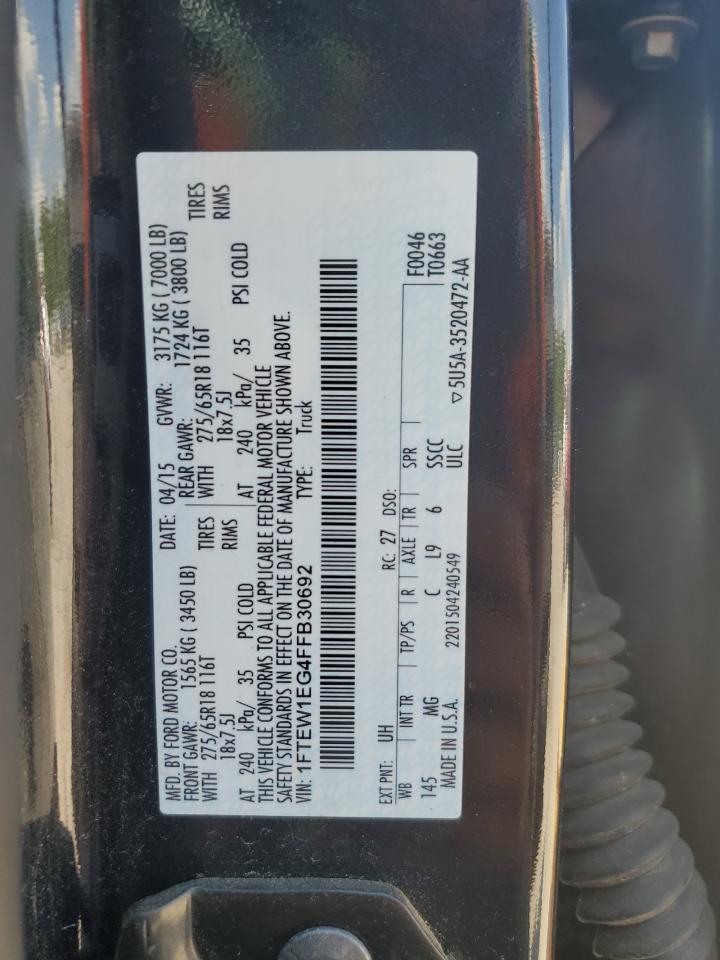 MFD. BY FORD MOTOR CO. DATE: 04/15 GVWR: 3175 KG ( 7000 LB)
FRONT GAWR: 1565 KG ( 3450 LB) REAR GAWR: 1724 KG ( 3800 LB)
WITH 275/65R18 116T TIRES WITH 275/65R18 116T TIRES
18x7.5J RIMS 18x7.5J RIMS
AT 240 kPa/ 35 PSI COLD AT 240 kPa/ 35 PSI COLD
THIS VEHICLE CONFORMS TO ALL APPLICABLE FEDERAL MOTOR VEHICLE
SAFETY STANDARDS IN EFFECT ON THE DATE OF MANUFACTURE SHOWN ABOVE.
VIN: 1FTEW1EG4FFB30692 TYPE: Truck
EXT PNT: UH RC: 27 DSO: F0046
WB INT TR TP/PS R AXLE TR SPR T0663
145 MG C L9 6 SSCC
MADE IN U.S.A. 2201504240549 ULC ▽5U5A-3520472-AA